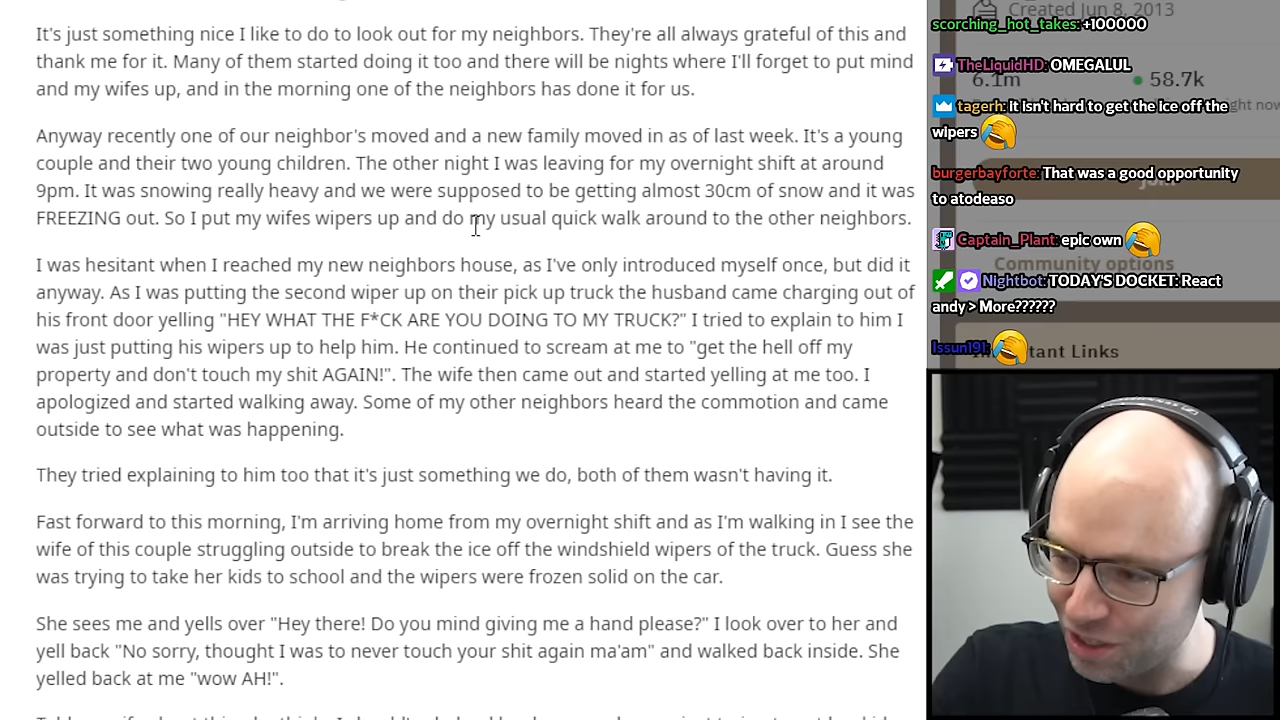 It's just something nice I like to do to look out for my neighbors. They're all always grateful of this and
thank me for it. Many of them started doing it too and there will be nights where I'll forget to put mind
and my wifes up, and in the morning one of the neighbors has done it for us.
Anyway recently one of our neighbor's moved and a new family moved in as of last week. It's a young
couple and their two young children. The other night I was leaving for my overnight shift at around
9pm. It was snowing really heavy and we were supposed to be getting almost 30cm of snow and it was
FREEZING out. So I put my wifes wipers up and do my usual quick walk around to the other neighbors.
I was hesitant when I reached my new neighbors house, as I've only introduced myself once, but did it
anyway. As I was putting the second wiper up on their pick up truck the husband came charging out of
his front door yelling "HEY WHAT THE F*CK ARE YOU DOING TO MY TRUCK?" I tried to explain to him I
was just putting his wipers up to help him. He continued to scream at me to "get the hell off my
property and don't touch my shit AGAIN!". The wife then came out and started yelling at me too. I
apologized and started walking away. Some of my other neighbors heard the commotion and came
outside to see what was happening.
They tried explaining to him too that it's just something we do, both of them wasn't having it.
Fast forward to this morning, I'm arriving home from my overnight shift and as I'm walking in I see the
wife of this couple struggling outside to break the ice off the windshield wipers of the truck. Guess she
was trying to take her kids to school and the wipers were frozen solid on the car.
She sees me and yells over "Hey there! Do you mind giving me a hand please?" I look over to her and
yell back "No sorry, thought I was to never touch your shit again ma'am" and walked back inside. She
yelled back at me "wow AH!".
Created Jun 8, 2013
scorching_hot_takes: +100000
TheLiquidHD: OMEGALUL
6.1m 58.7k
tagerh: it isn't hard to get the ice off the
wipers
burgerbayforte: That was a good opportunity
to atodeaso
Captain_Plant: epic own
Community options
Nightbot: TODAY'S DOCKET: React
andy > More??????
Issun191:
tant Links